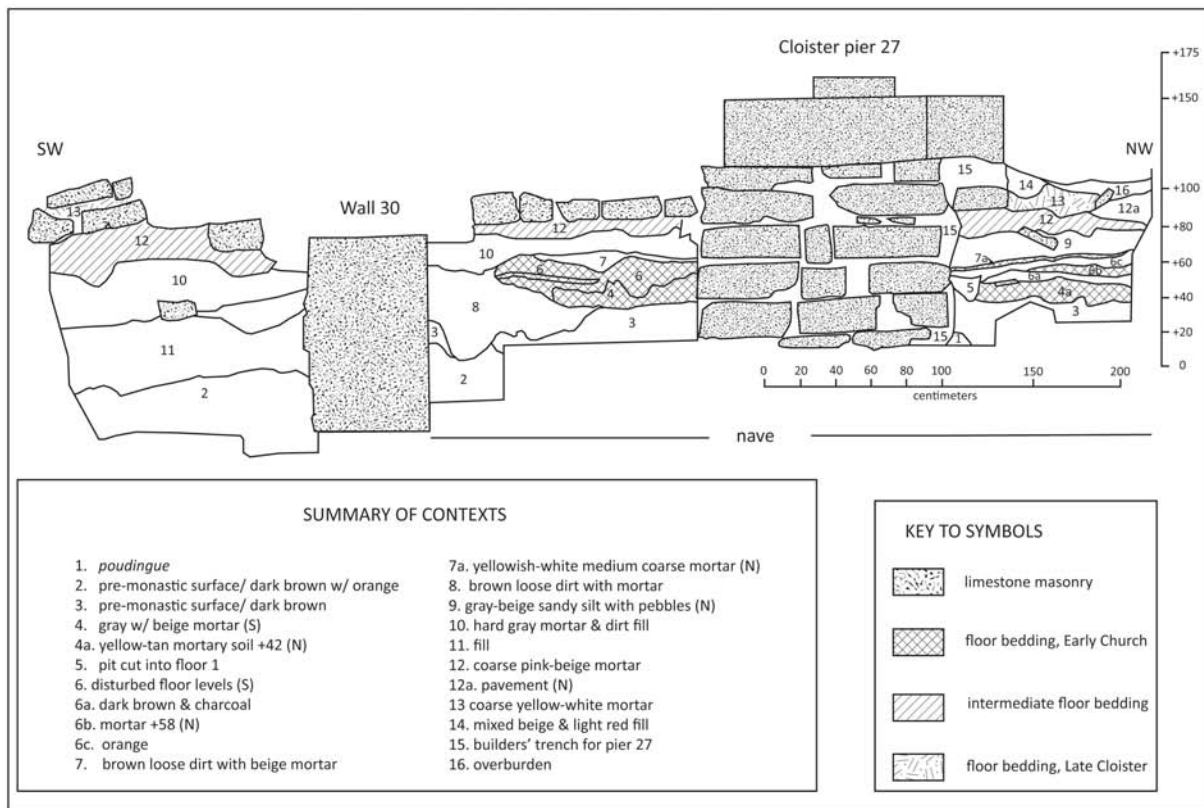 Cloister pier 27
+175
+150
SW
NW
15
16
14
13
13
12a
+100
Wall 30
12
12
12
15
+80
10
9
10
7
7a
6c
+60
6
6
6a
6b
8
4
5
4a
+40
11
3
3
3
15
1
+20
2
2
0
0 20 40 60 80 100 150 200
centimeters
nave
SUMMARY OF CONTEXTS
1. poudingue
2. pre-monastic surface/ dark brown w/ orange
3. pre-monastic surface/ dark brown
4. gray w/ beige mortar (S)
4a. yellow-tan mortary soil +42 (N)
5. pit cut into floor 1
6. disturbed floor levels (S)
6a. dark brown & charcoal
6b. mortar +58 (N)
6c. orange
7. brown loose dirt with beige mortar
7a. yellowish-white medium coarse mortar (N)
8. brown loose dirt with mortar
9. gray-beige sandy silt with pebbles (N)
10. hard gray mortar & dirt fill
11. fill
12. coarse pink-beige mortar
12a. pavement (N)
13 coarse yellow-white mortar
14. mixed beige & light red fill
15. builders' trench for pier 27
16. overburden
KEY TO SYMBOLS
limestone masonry
floor bedding, Early Church
intermediate floor bedding
floor bedding, Late Cloister